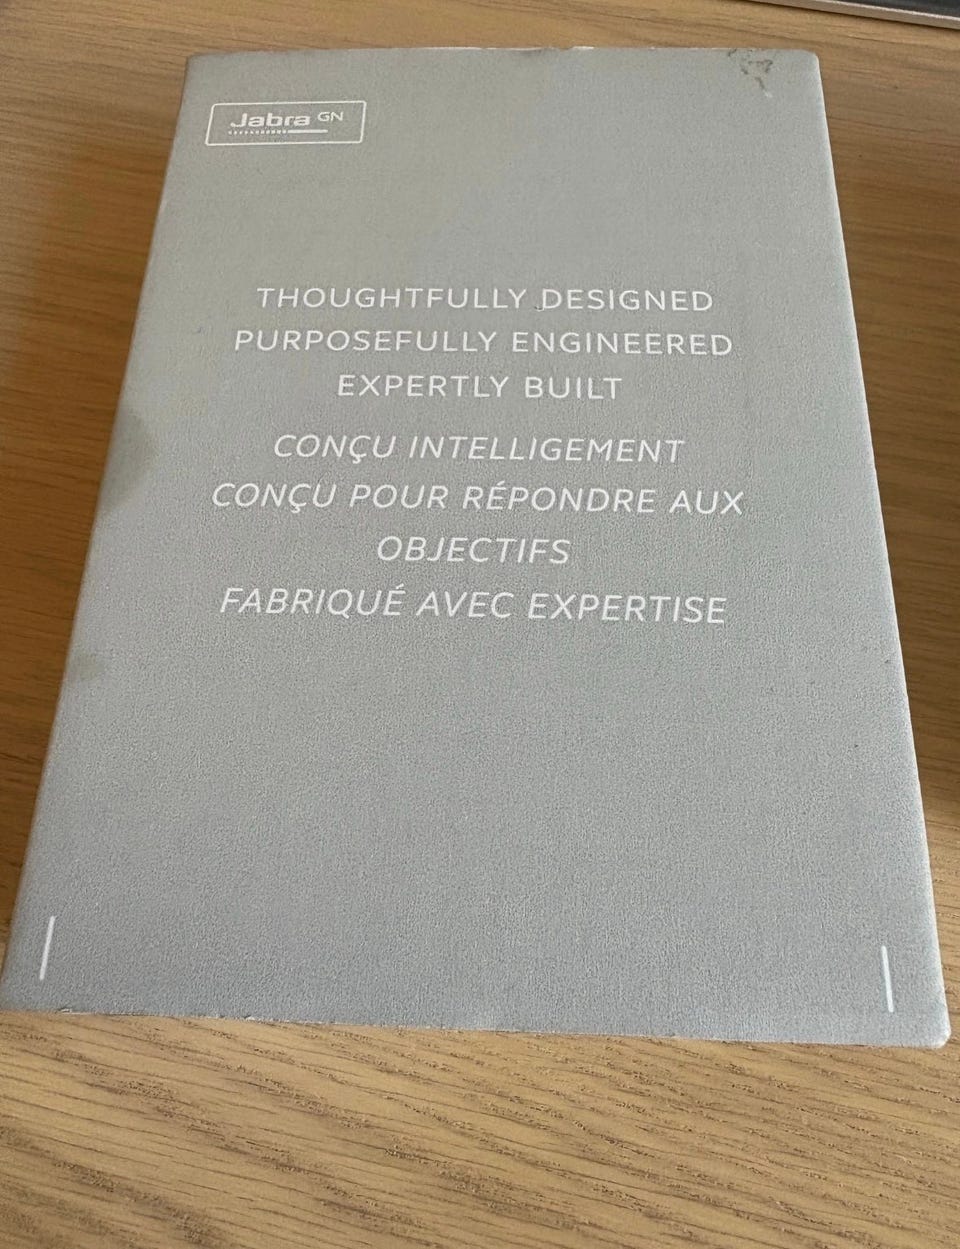 Jabra GN
THOUGHTFULLY DESIGNED
PURPOSEFULLY ENGINEERED
EXPERTLY BUILT
CONÇU INTELLIGEMENT
CONÇU POUR RÉPONDRE AUX
OBJECTIFS
FABRIQUÉ AVEC EXPERTISE